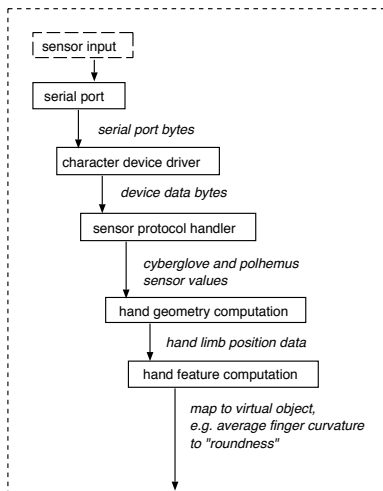 sensor input
serial port
serial port bytes
character device driver
device data bytes
sensor protocol handler
cyberglove and polhemus
sensor values
hand geometry computation
hand limb position data
hand feature computation
map to virtual object,
e.g. average finger curvature
to "roundness"